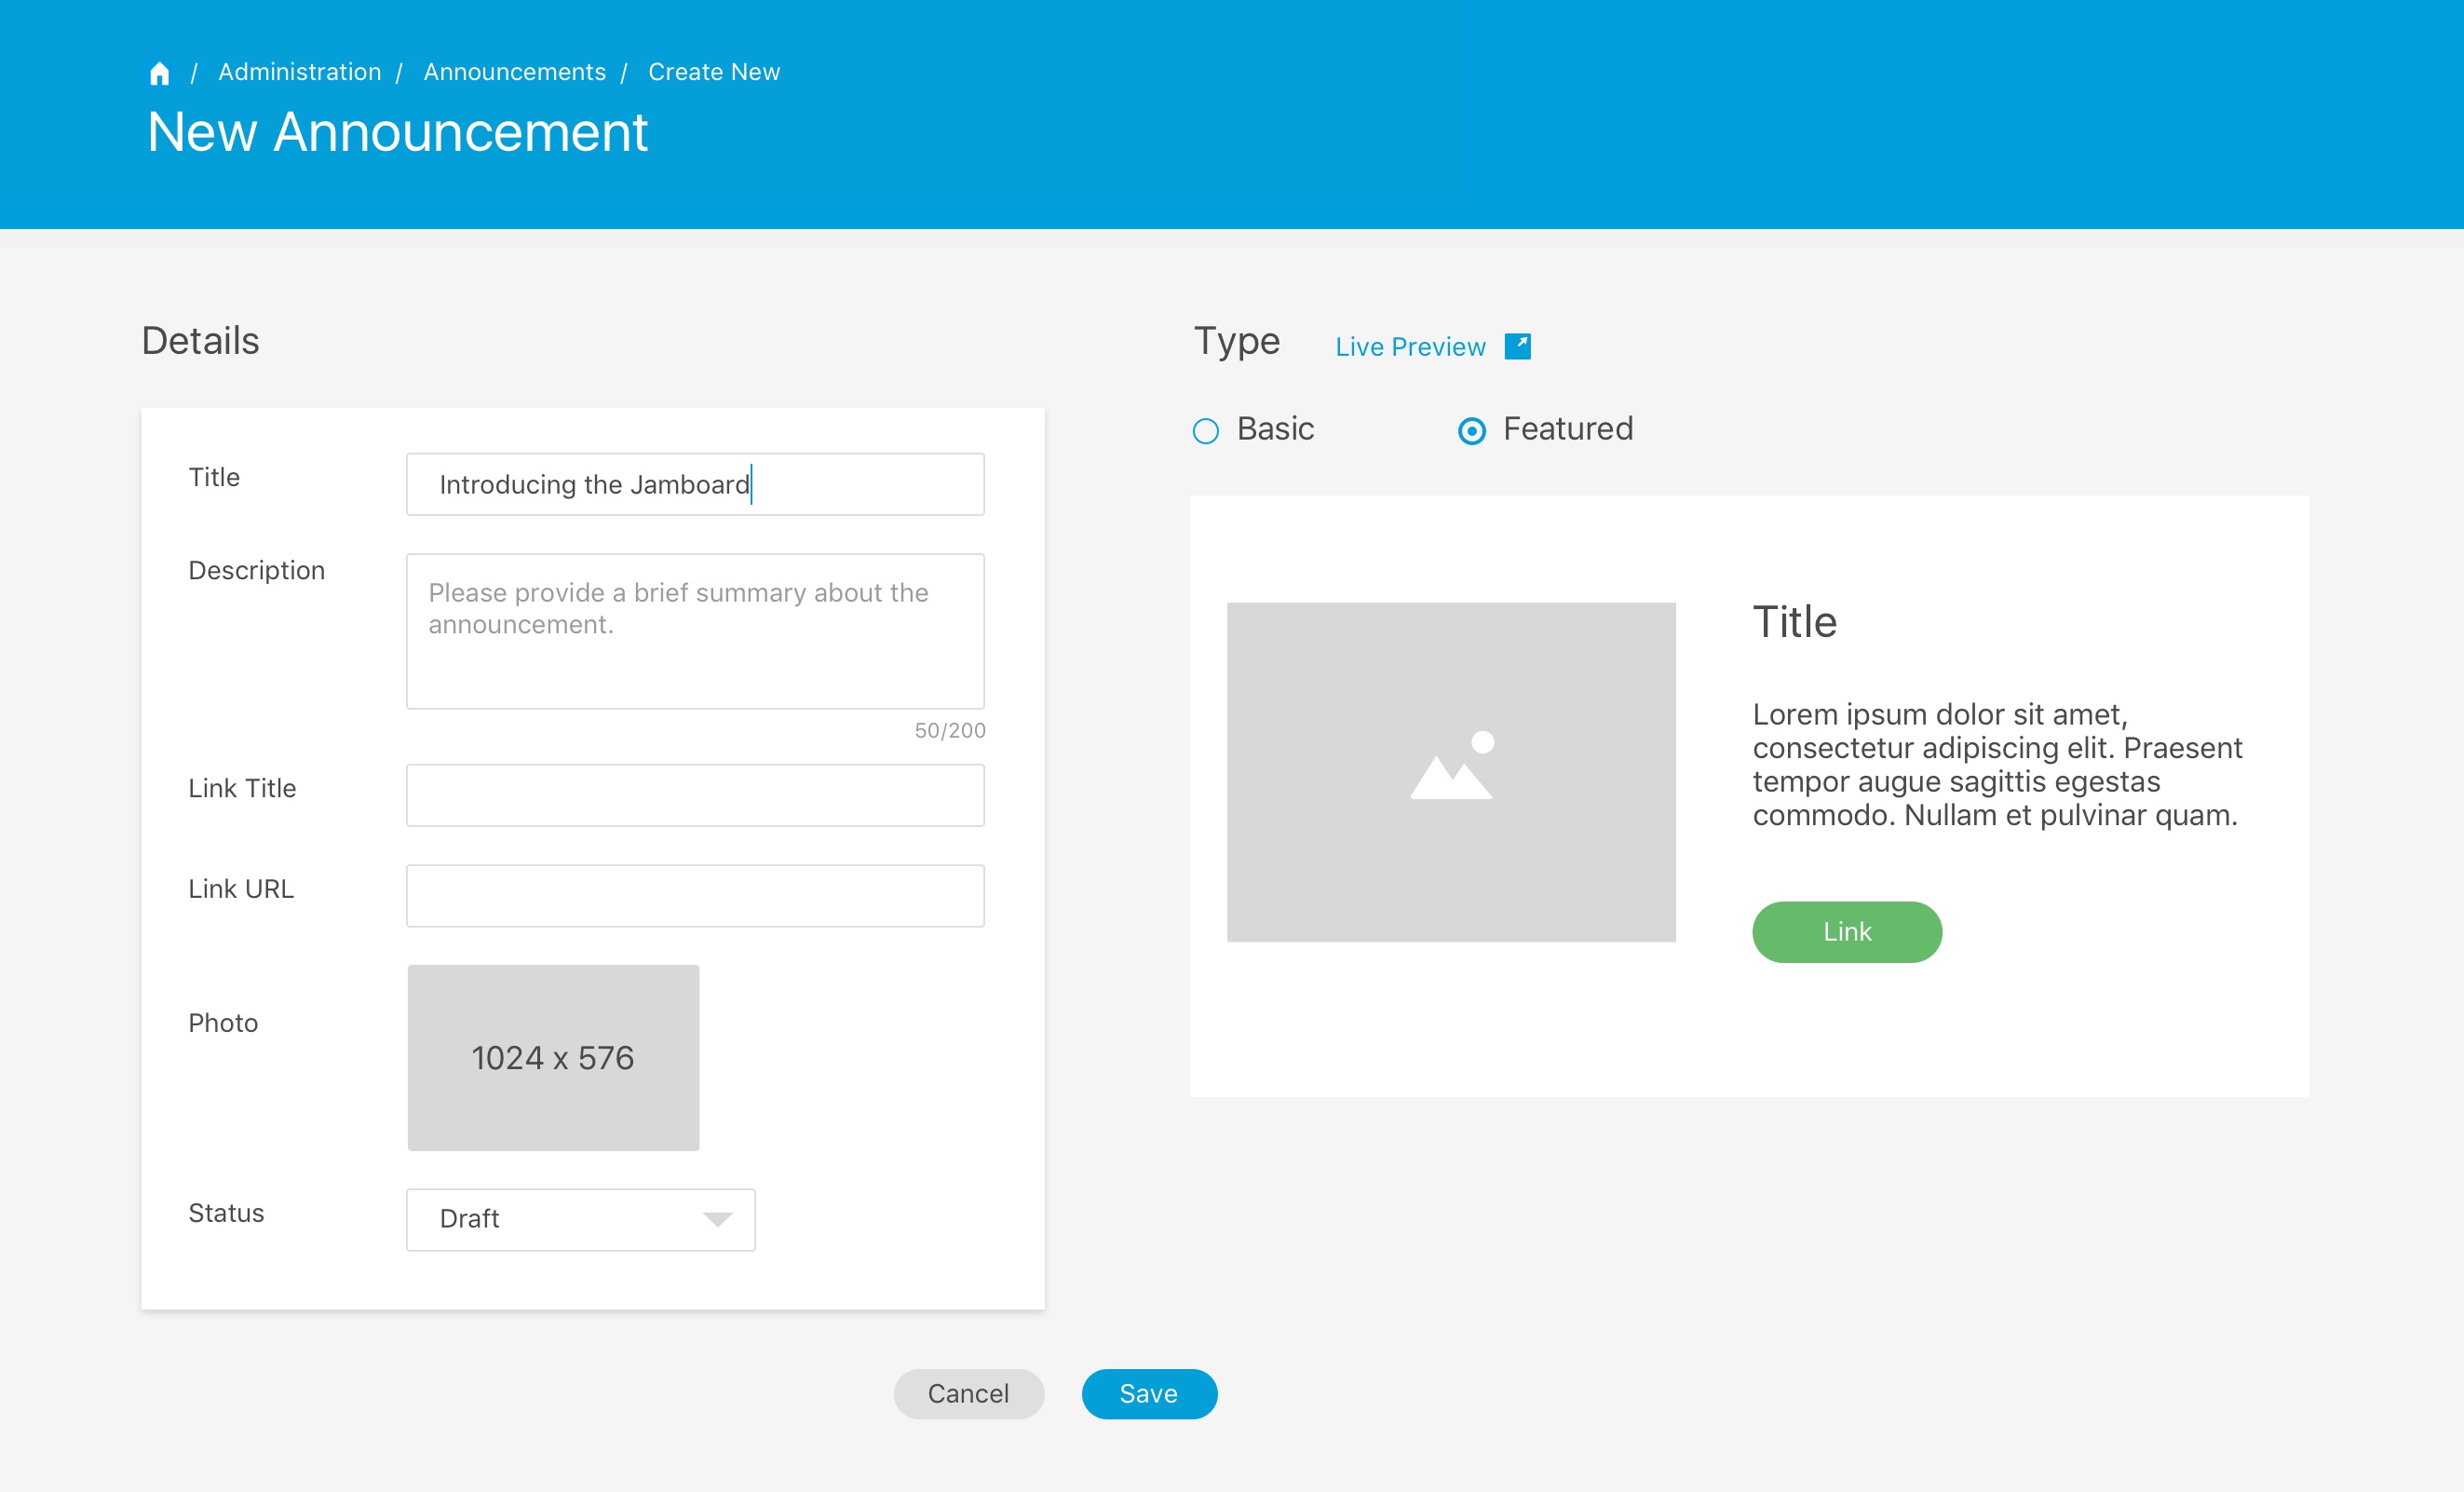 / Administration / Announcements / Create New
New Announcement
Details
Title
Introducing the Jamboard
Description
Please provide a brief summary about the
announcement.
50/200
Link Title
Link URL
Photo
1024 x 576
Status
Draft
Type
Live Preview
Basic
Featured
Title
Lorem ipsum dolor sit amet,
consectetur adipiscing elit. Praesent
tempor augue sagittis egestas
commodo. Nullam et pulvinar quam.
Link
Cancel
Save